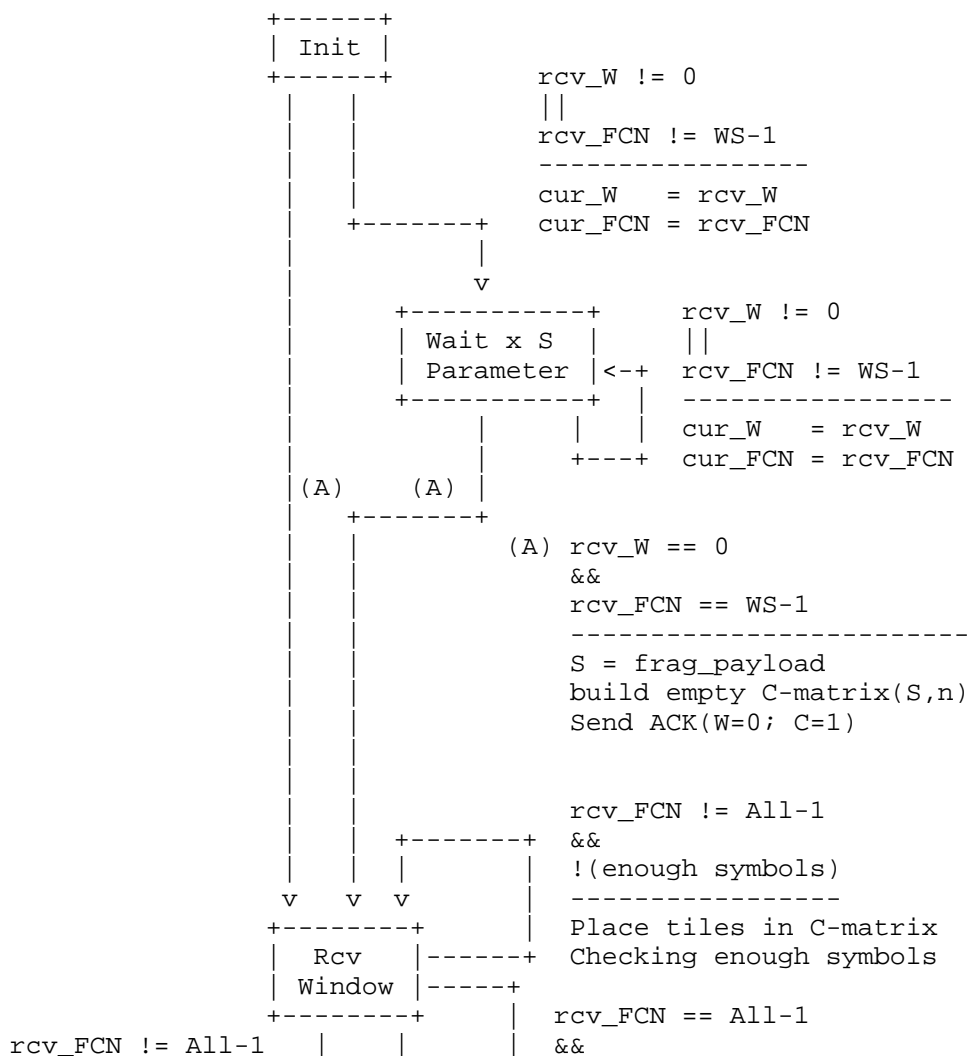 +------+
                | Init |
                +------+         rcv_W != 0
                 |   |           ||
                 |   |           rcv_FCN != WS-1
                 |   |           -----------------
                 |   |           cur_W   = rcv_W
                 |   +-------+   cur_FCN = rcv_FCN
                 |           |
                 |           v
                 |      +-----------+     rcv_W != 0
                 |      | Wait x S  |     ||
                 |      | Parameter |<-+  rcv_FCN != WS-1
                 |      +-----------+  |  -----------------
                 |           |     |   |  cur_W   = rcv_W
                 |           |     +---+  cur_FCN = rcv_FCN
                 |(A)    (A) |
                 |   +-------+
                 |   |         (A) rcv_W == 0
                 |   |             &&
                 |   |             rcv_FCN == WS-1
                 |   |             -------------------------
                 |   |             S = frag_payload
                 |   |             build empty C-matrix(S,n)
                 |   |             Send ACK(W=0; C=1)
                 |   |
                 |   |
                 |   |             rcv_FCN != All-1
                 |   |  +-------+  &&
                 |   |  |       |  !(enough symbols)
                 v   v  v       |  -----------------
                +--------+      |  Place tiles in C-matrix
                |  Rcv   |------+  Checking enough symbols
                | Window |-----+
                +--------+     |  rcv_FCN == All-1
rcv_FCN != All-1   |    |      |  &&